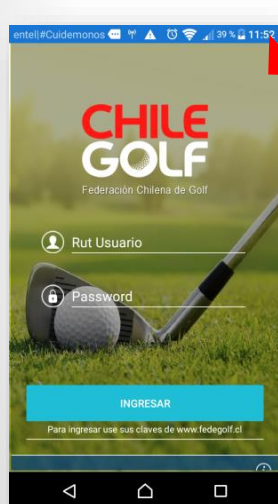 entel|#Cuidemonos 39 % 11:52
CHILE
GOLF
Federación Chilena de Golf
Rut Usuario
Password
INGRESAR
Para ingresar use sus claves de www.fedegolf.cl